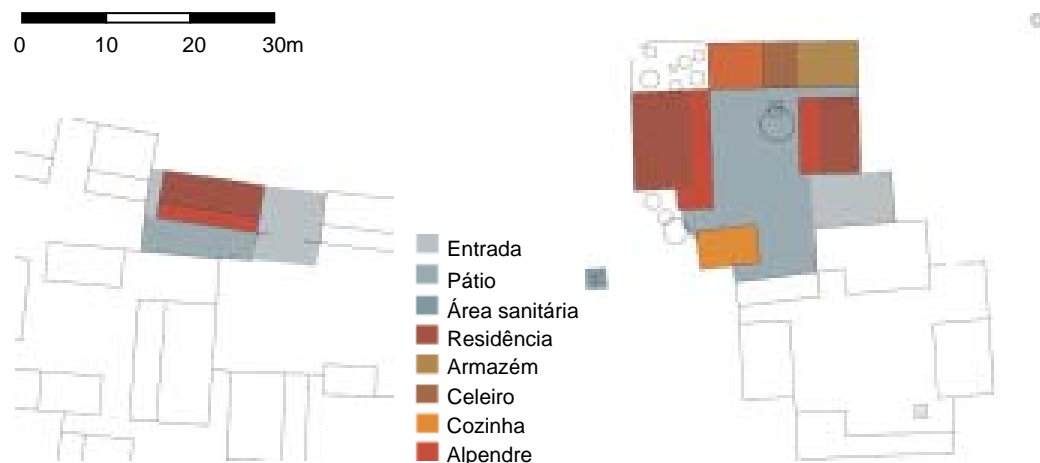 0 10 20 30m
Entrada
Pátio
Área sanitária
Residência
Armazém
Celeiro
Cozinha
Alpendre